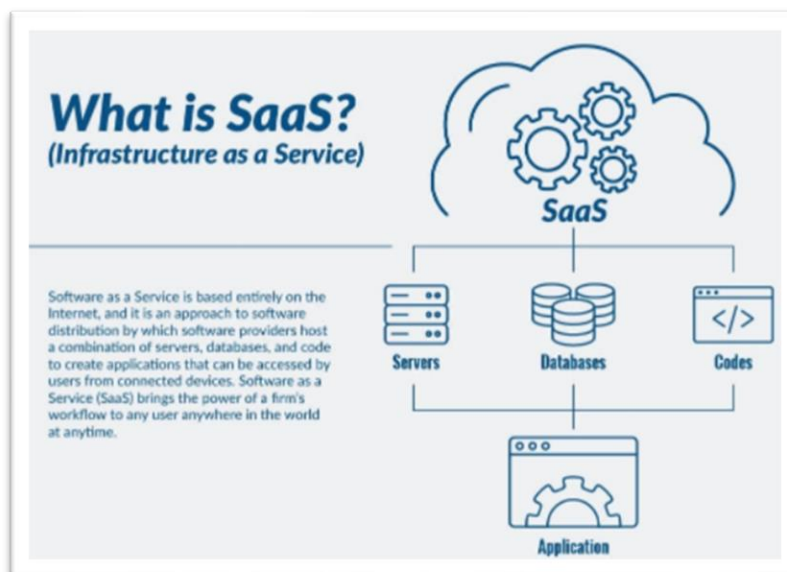 What is SaaS?
(Infrastructure as a Service)
SaaS
Software as a Service is based entirely on the
Internet, and it is an approach to software
distribution by which software providers host
a combination of servers, databases, and code
to create applications that can be accessed by
users from connected devices. Software as a
Service (SaaS) brings the power of a firm's
workflow to any user anywhere in the world
at anytime.
</>
Servers
Databases
Codes
Application